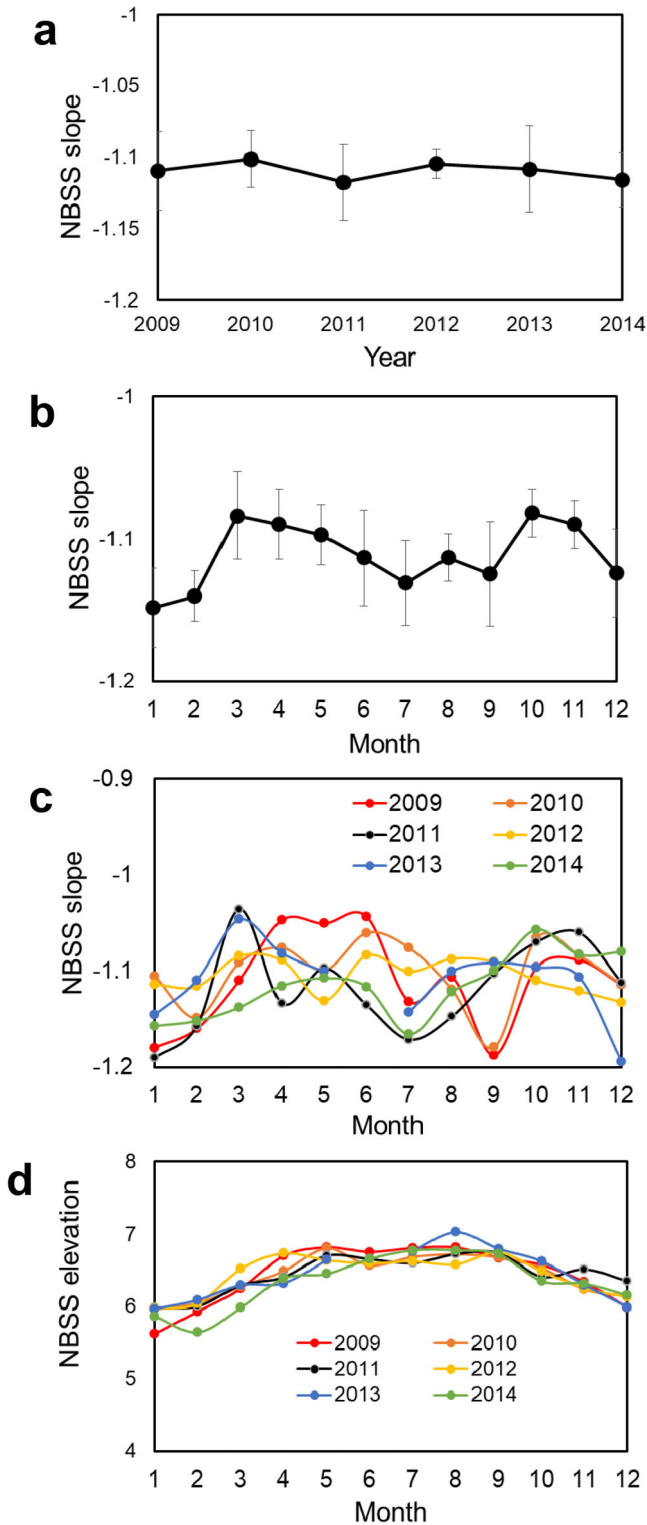 a
-1
-1.05
-1.1
-1.15
-1.2
NBSS slope
2009 2010 2011 2012 2013 2014
Year
b
-1
-1.1
-1.2
NBSS slope
1 2 3 4 5 6 7 8 9 10 11 12
Month
c
-0.9
-1
-1.1
-1.2
NBSS slope
2009 2010
2011 2012
2013 2014
1 2 3 4 5 6 7 8 9 10 11 12
Month
d
8
7
6
5
4
NBSS elevation
2009 2010
2011 2012
2013 2014
1 2 3 4 5 6 7 8 9 10 11 12
Month